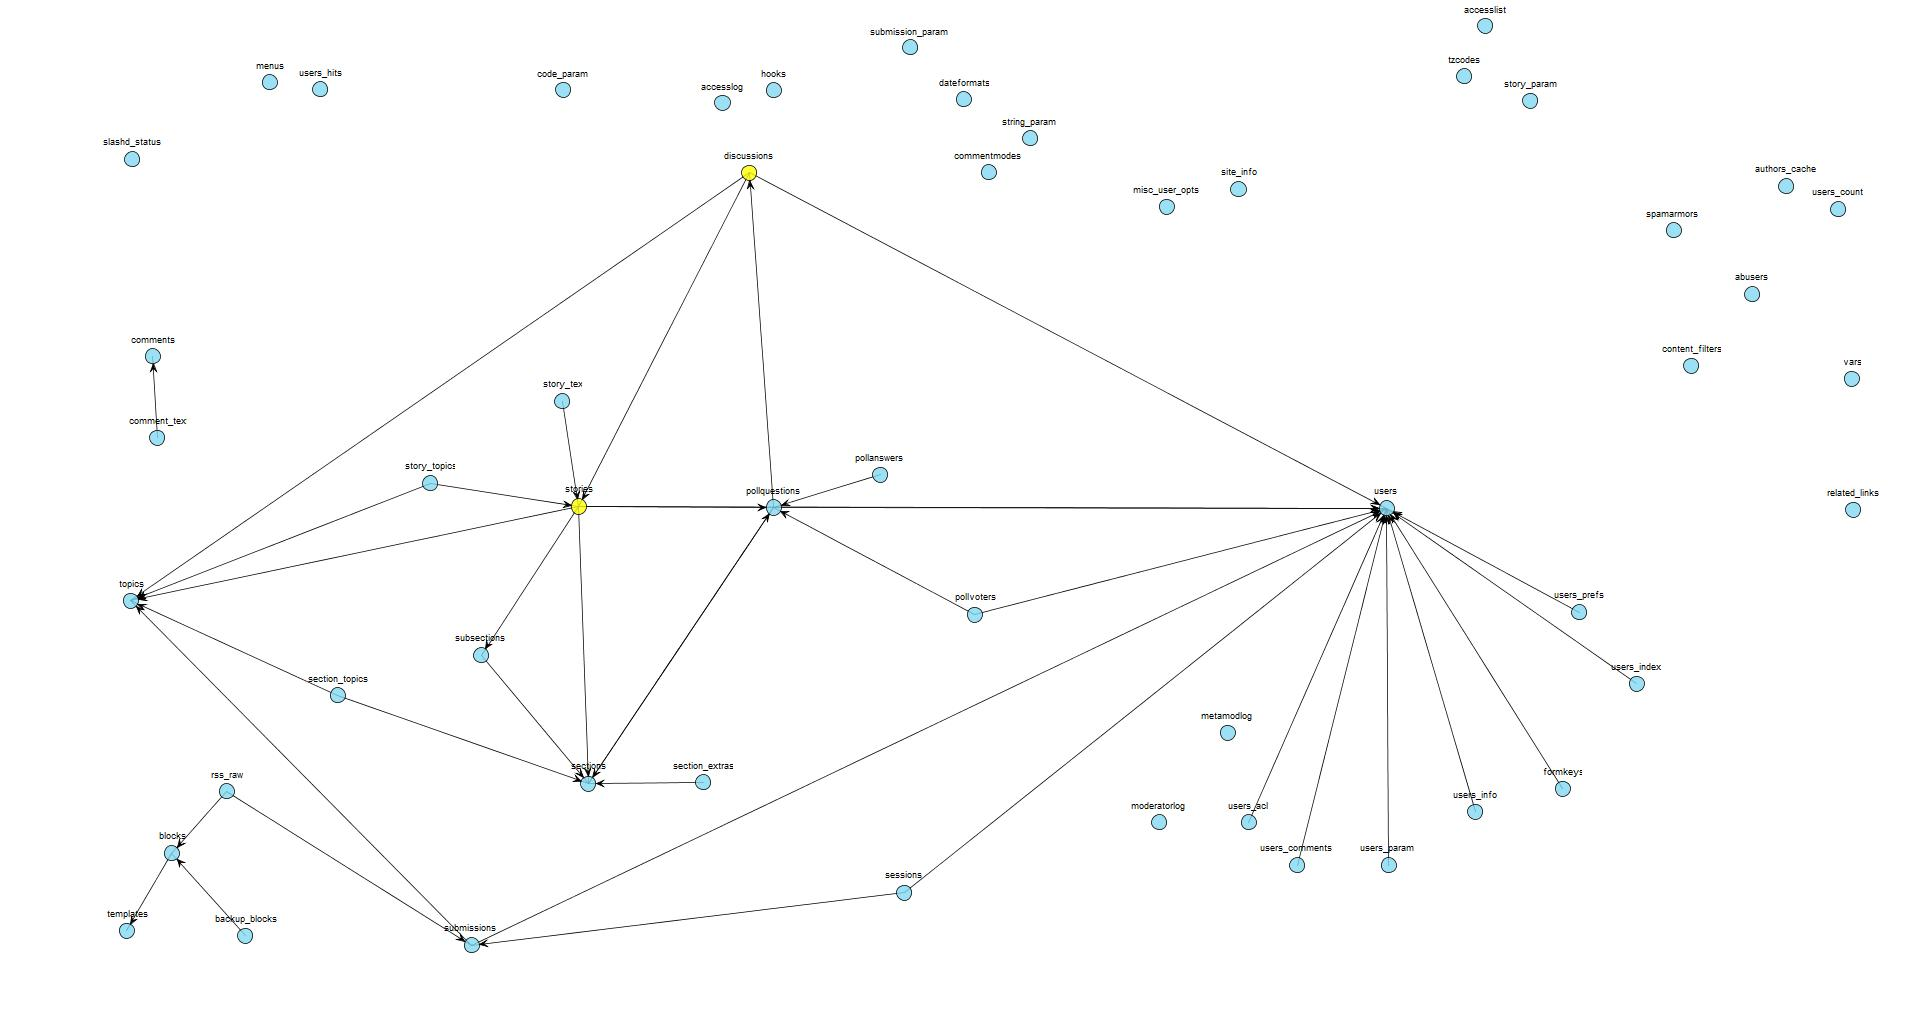 accesslist
submission_param
tzcodes
menus
users_hits
code_param
hooks
accesslog
dateformats
story_param
string_param
slashd_status
discussions
commentmodes
site_info
misc_user_opts
authors_cache
users_count
spamarmors
abusers
comments
content_filters
vars
story_tex
comment_tex
pollanswers
story_topics
stories
pollquestions
users
related_links
topics
pollvoters
users_prefs
subsections
users_index
section_topics
metamodlog
sections
section_extras
rss_raw
formkeys
users_info
moderatorlog
users_acl
blocks
users_comments
users_param
sessions
templates
backup_blocks
submissions